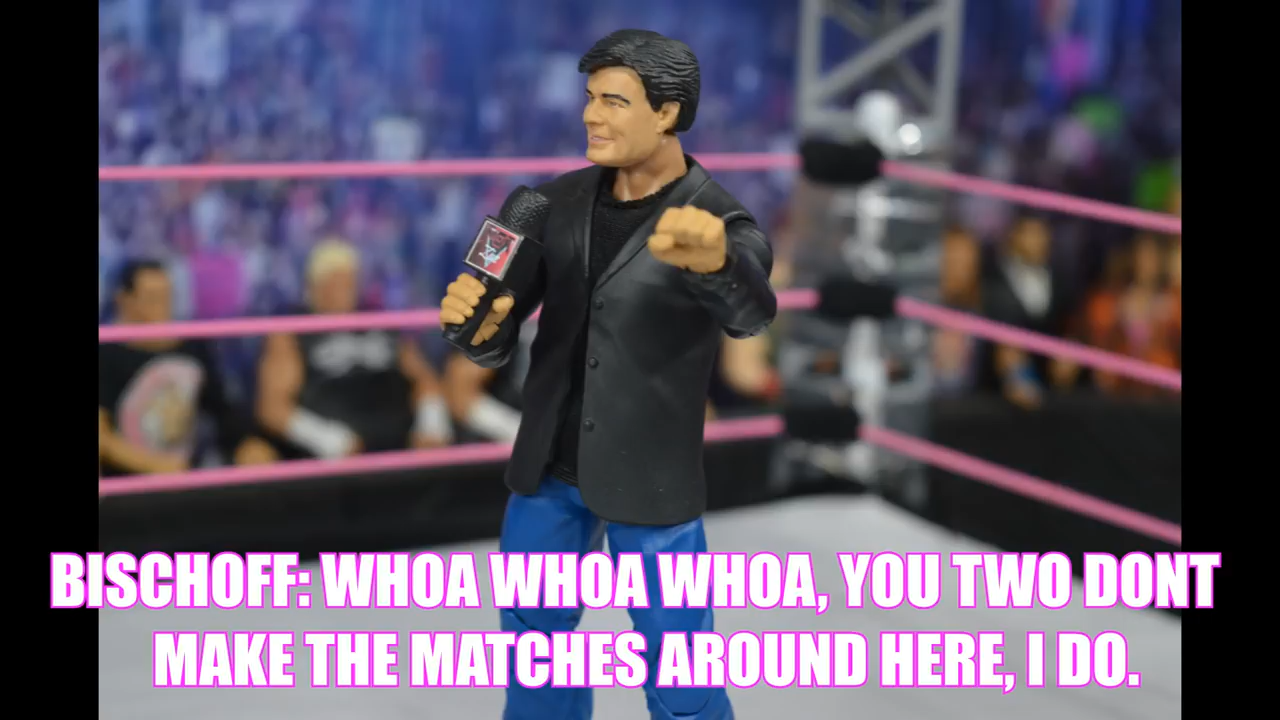 BISCHOFF: WHOA WHOA WHOA, YOU TWO DONT
MAKE THE MATCHES AROUND HERE, I DO.